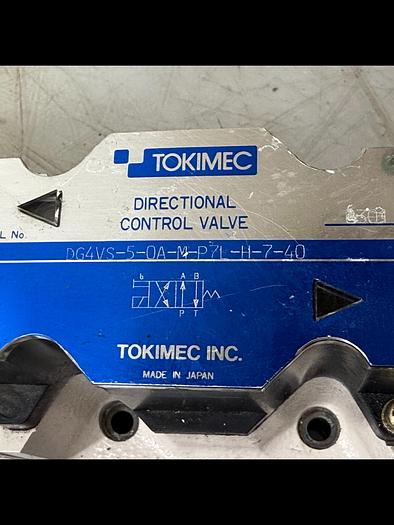 TOKIMEC
DIRECTIONAL
CONTROL VALVE
L No.
DG4VS-5-0A-M-P7L-H-7-40
b A B
P T
TOKIMEC INC.
MADE IN JAPAN